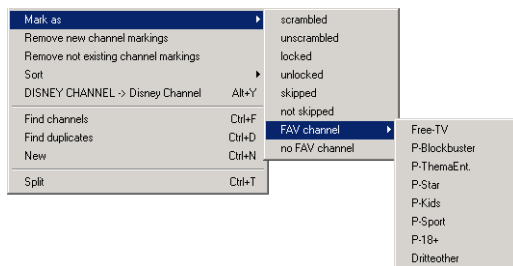 Mark as
Remove new channel markings
Remove not existing channel markings
Sort
DISNEY CHANNEL -> Disney Channel Alt+Y
Find channels Ctrl+F
Find duplicates Ctrl+D
New Ctrl+N
Split Ctrl+T
scrambled
unscrambled
locked
unlocked
skipped
not skipped
FAV channel
no FAV channel
Free-TV
P-Blockbuster
P-ThemaEnt.
P-Star
P-Kids
P-Sport
P-18+
Dritteother